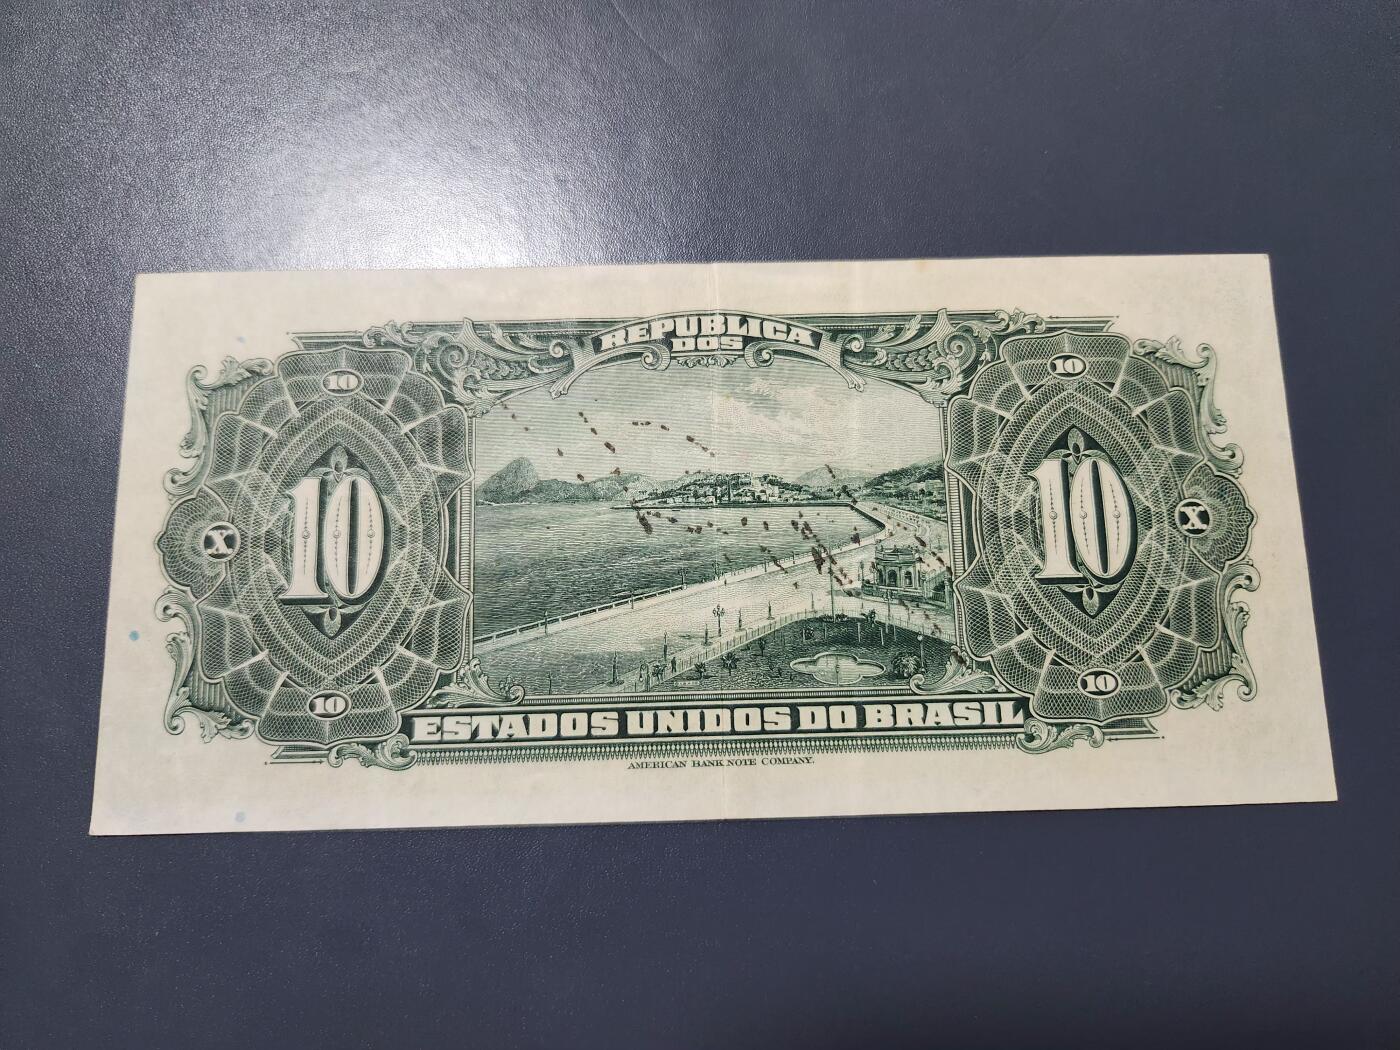 REPUBLICA
DOS
10
10
10
10
X
X
10
10
ESTADOS UNIDOS DO BRASIL
AMERICAN BANK NOTE COMPANY.